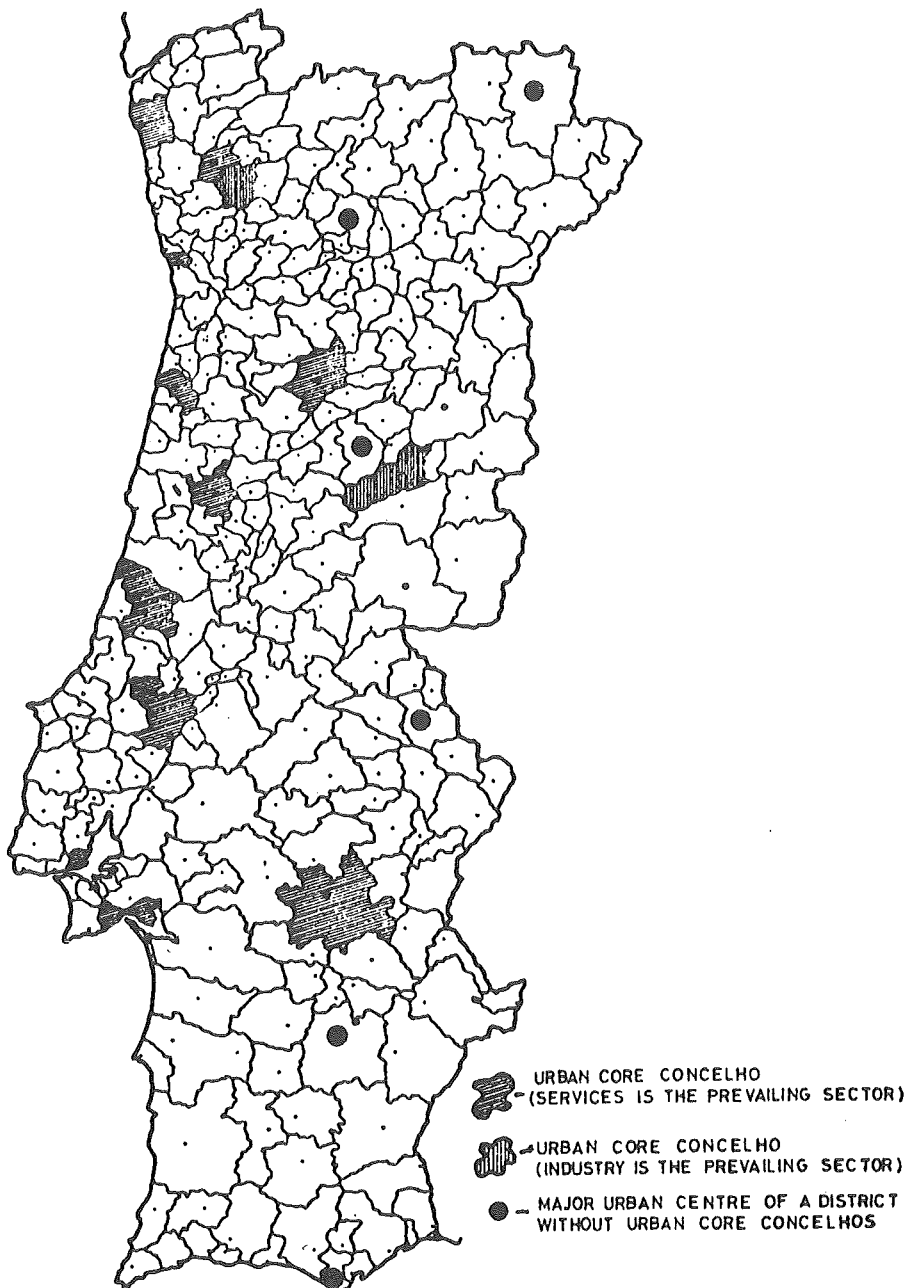 URBAN CORE CONCELHO
(SERVICES IS THE PREVAILING SECTOR)
URBAN CORE CONCELHO
(INDUSTRY IS THE PREVAILING SECTOR)
MAJOR URBAN CENTRE OF A DISTRICT
WITHOUT URBAN CORE CONCELHOS